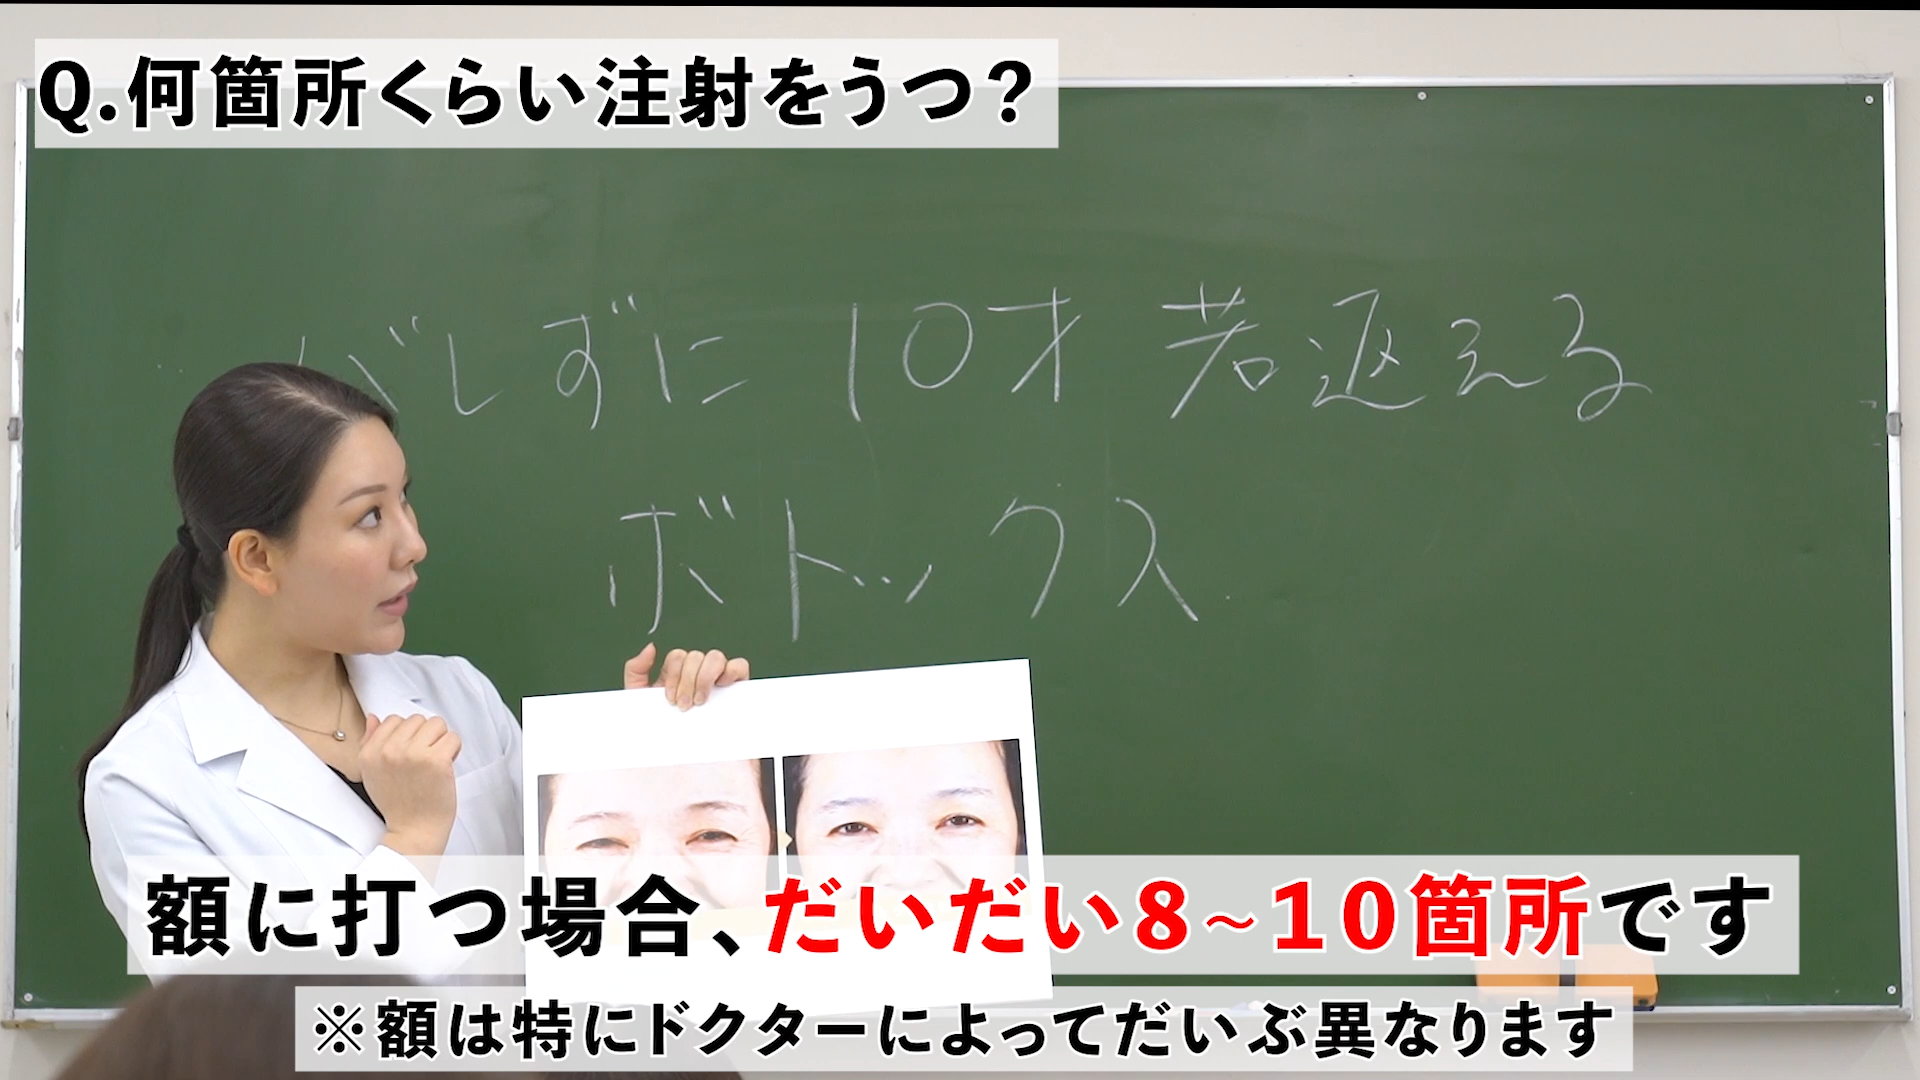 Q.何箇所くらい注射をうつ？
バレずに10才若返える
ボトックス
額に打つ場合、だいだい8~10箇所です
※額は特にドクターによってだいぶ異なります